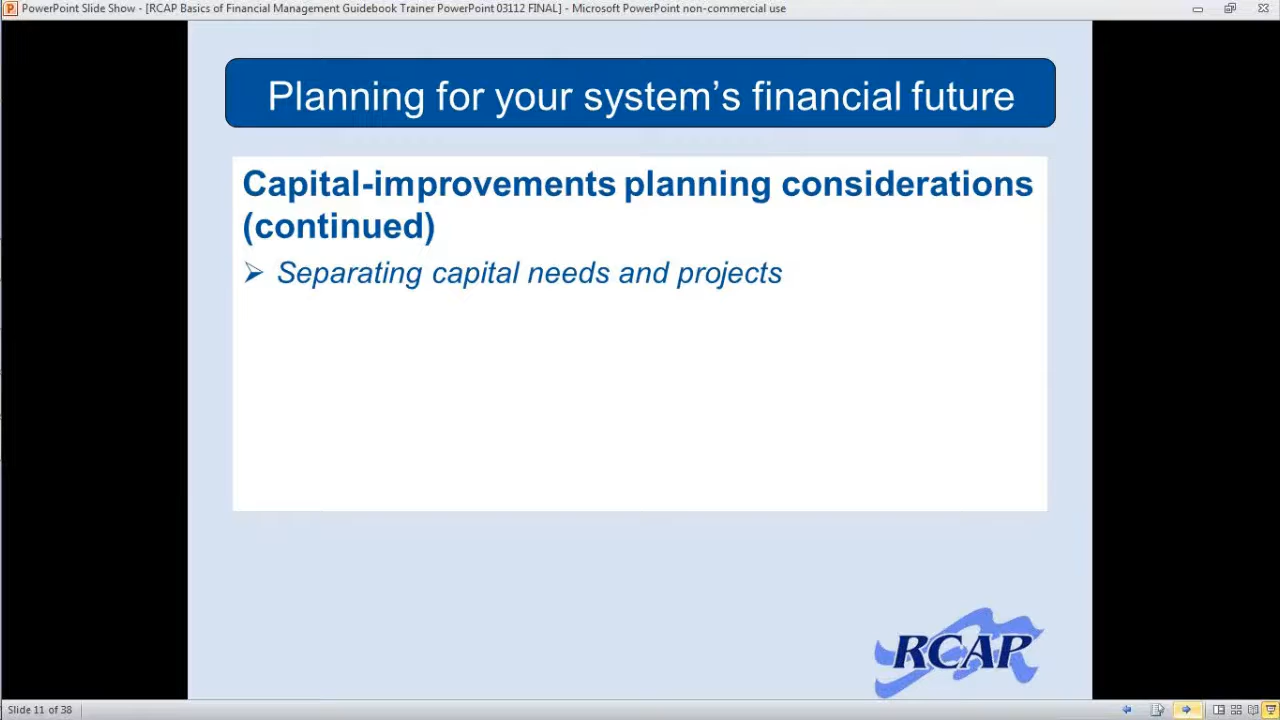 PowerPoint Slide Show - [RCAP Basics of Financial Management Guidebook Trainer PowerPoint 03112 FINAL] - Microsoft PowerPoint non-commercial use
Planning for your system’s financial future
Capital-improvements planning considerations
(continued)
Separating capital needs and projects
RCAP
Slide 11 of 38